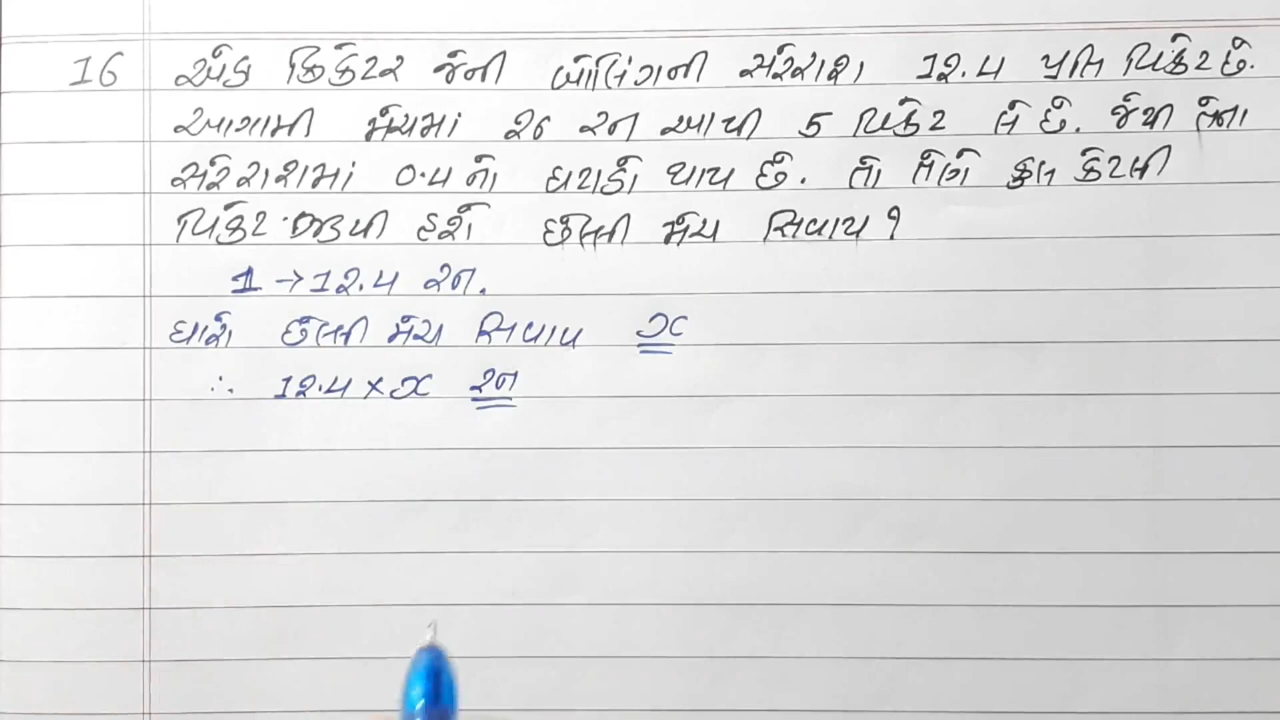 16 એક ક્રિકેટર જેની બોલિંગની સરેરાશ 12.4 પ્રતિ વિકેટ છે.
આગામી મેચમાં 26 રન આપી 5 વિકેટ લે છે. જેથી તેના
સરેરાશમાં 0.4 નો ઘટાડો થાય છે. તો તેણે કુલ કેટલી
વિકેટ ઝડપી હશે છેલ્લી મેચ સિવાય ?
1 → 12.4 રન.
ધારો છેલ્લી મેચ સિવાય x
∴ 12.4 × x રન